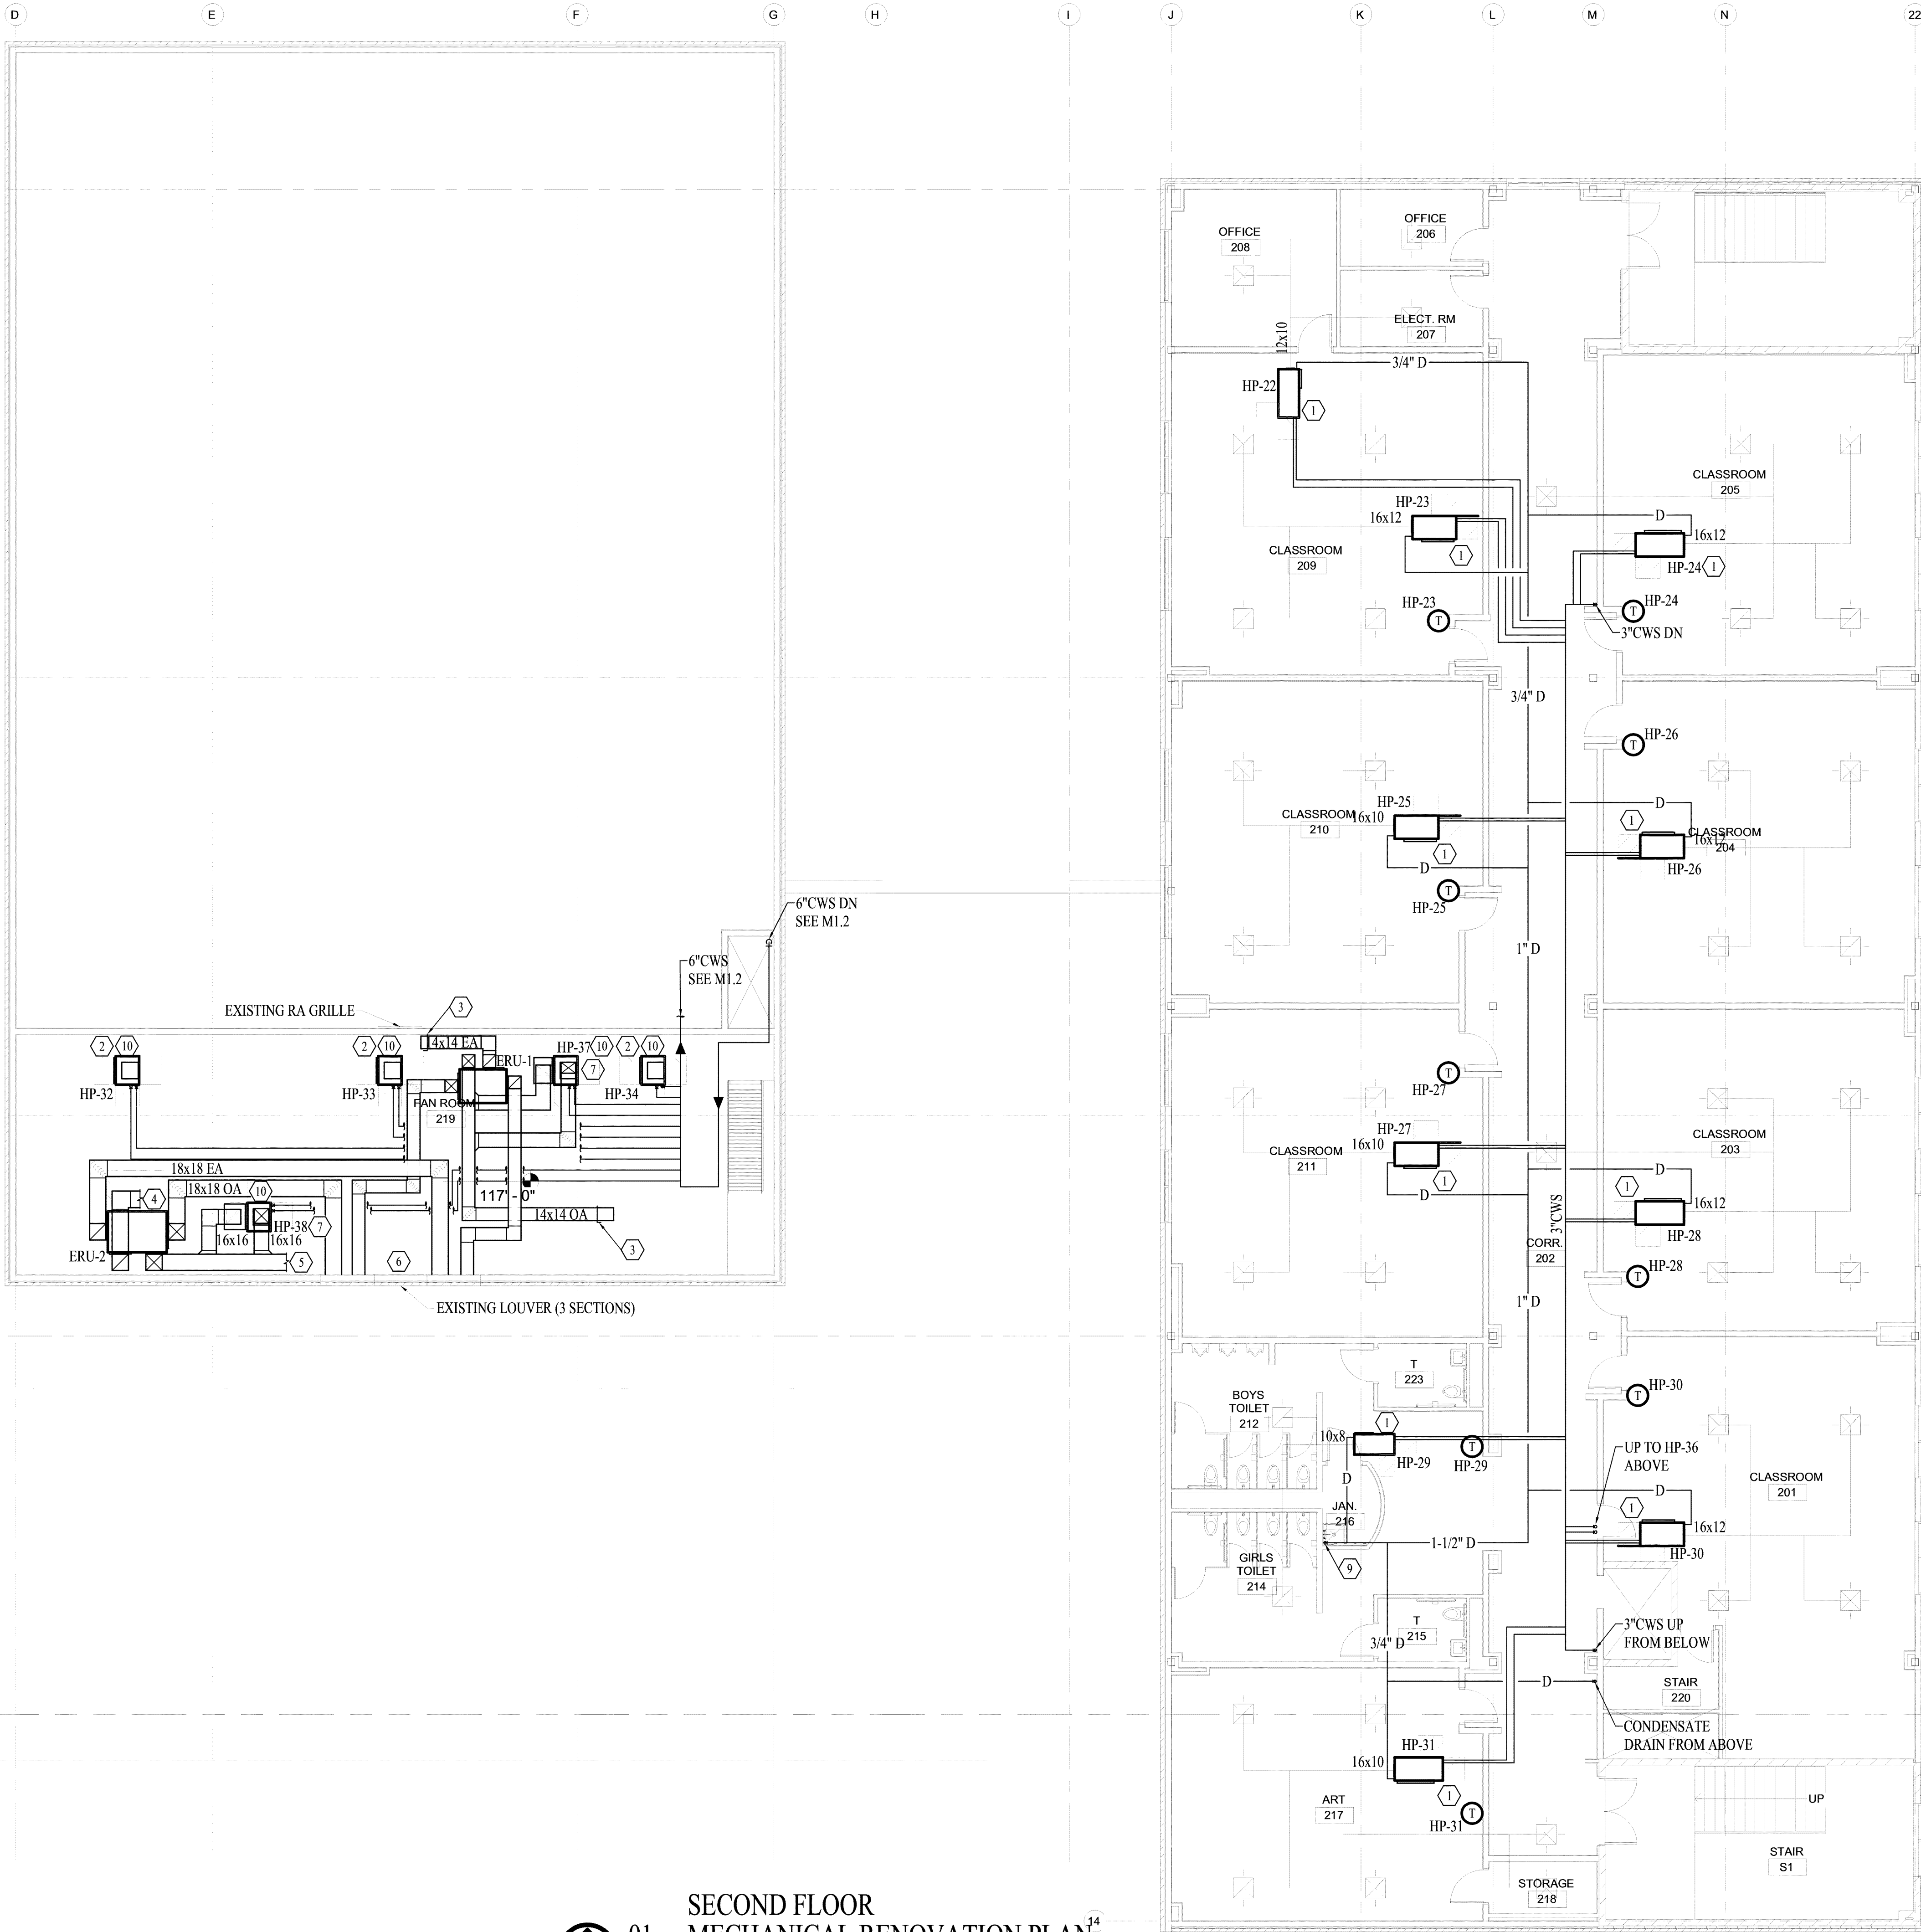 D E F G H I J K L M N 22
OFFICE
206
OFFICE
208
ELECT. RM
207
12x10
3/4" D
HP-22
1
CLASSROOM
205
HP-23
16x12
D
16x12
CLASSROOM
209
1
HP-24
1
HP-23
T
T
HP-24
3"CWS DN
3/4" D
T
HP-26
HP-25
CLASSROOM
210
16x10
D
1
CLASSROOM
204
16x12
1
D
HP-26
T
HP-25
6"CWS DN
SEE M1.2
1" D
6"CWS
SEE M1.2
EXISTING RA GRILLE
3
2 10
2 10
14x14 EA
ERU-1
HP-37
10
2 10
7
HP-32
HP-33
HP-34
FAN ROOM
219
T
HP-27
HP-27
CLASSROOM
211
16x10
1
D
CLASSROOM
203
D
1
16x12
HP-28
18x18 EA
18x18 OA
10
4
117' - 0"
3"CWS
14x14 OA
HP-38
7
16x16
16x16
ERU-2
5
6
3
CORR.
202
T
HP-28
EXISTING LOUVER (3 SECTIONS)
1" D
T
223
BOYS
TOILET
212
T
HP-30
1
10x8
HP-29
T
HP-29
D
UP TO HP-36
ABOVE
CLASSROOM
201
D
JAN.
216
1
16x12
1-1/2" D
HP-30
GIRLS
TOILET
214
9
T
215
3/4" D
3"CWS UP
FROM BELOW
D
STAIR
220
CONDENSATE
DRAIN FROM ABOVE
HP-31
16x10
1
ART
217
T
HP-31
UP
STAIR
S1
STORAGE
218
SECOND FLOOR
01 MECHANICAL RENOVATION PLAN
14